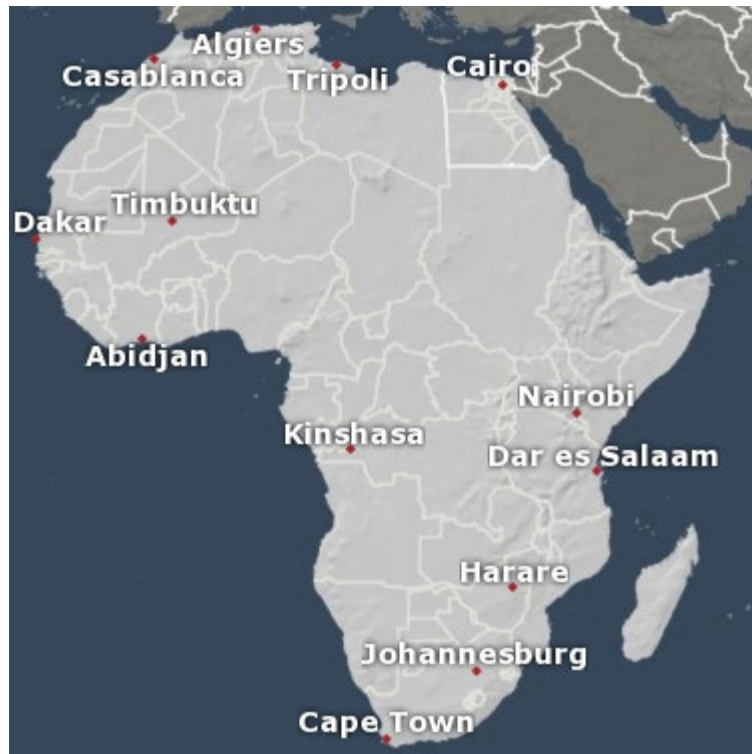 Algiers
Casablanca
Tripoli
Cairo
Timbuktu
Dakar
Abidjan
Nairobi
Kinshasa
Dar es Salaam
Harare
Johannesburg
Cape Town